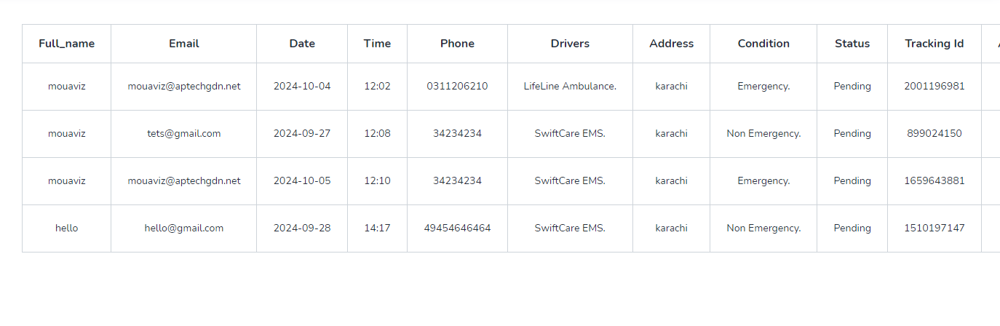 Full_name Email Date Time Phone Drivers Address Condition Status Tracking Id
mouaviz mouaviz@aptechgdn.net 2024-10-04 12:02 0311206210 LifeLine Ambulance. karachi Emergency. Pending 2001196981
mouaviz tets@gmail.com 2024-09-27 12:08 34234234 SwiftCare EMS. karachi Non Emergency. Pending 899024150
mouaviz mouaviz@aptechgdn.net 2024-10-05 12:10 34234234 SwiftCare EMS. karachi Emergency. Pending 1659643881
hello hello@gmail.com 2024-09-28 14:17 49454646464 SwiftCare EMS. karachi Non Emergency. Pending 1510197147